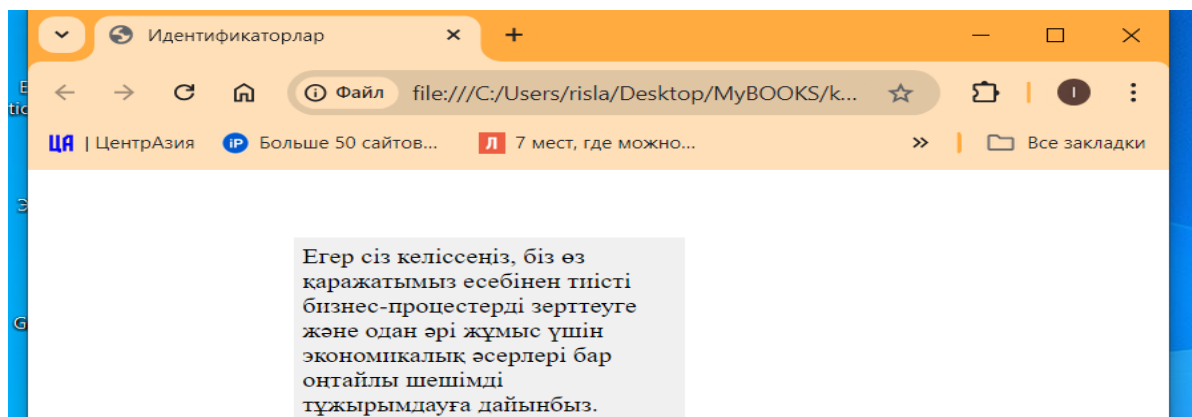 Идентификаторлар
Файл file:///C:/Users/risla/Desktop/MyBOOKS/k...
I
ЦА | ЦентрАзия iP Больше 50 сайтов... Л 7 мест, где можно... Все закладки
Егер сіз келіссеңіз, біз өз
қаражатымыз есебінен тиісті
бизнес-процестерді зерттеуге
және одан әрі жұмыс үшін
экономикалық әсерлері бар
оңтайлы шешімді
тұжырымдауға дайынбыз.